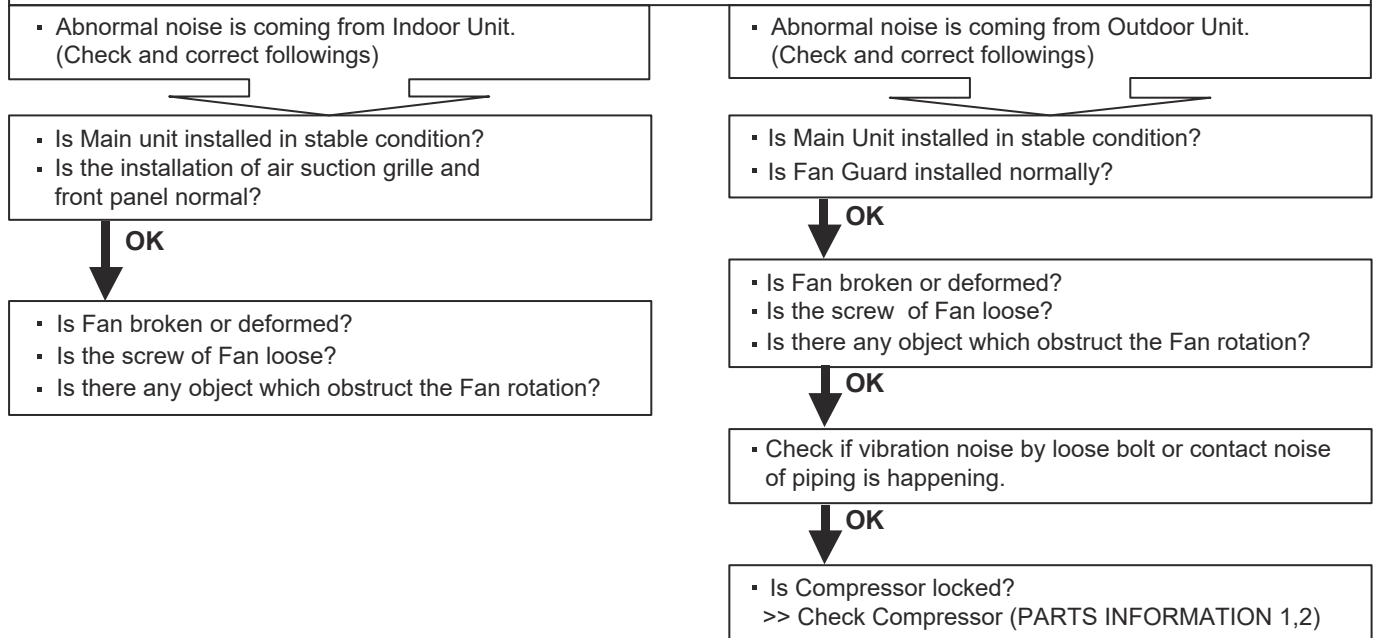 ▪ Abnormal noise is coming from Indoor Unit.
(Check and correct followings)
▪ Is Main unit installed in stable condition?
▪ Is the installation of air suction grille and
front panel normal?
OK
▪ Is Fan broken or deformed?
▪ Is the screw of Fan loose?
▪ Is there any object which obstruct the Fan rotation?
▪ Abnormal noise is coming from Outdoor Unit.
(Check and correct followings)
▪ Is Main Unit installed in stable condition?
▪ Is Fan Guard installed normally?
OK
▪ Is Fan broken or deformed?
▪ Is the screw of Fan loose?
▪ Is there any object which obstruct the Fan rotation?
OK
▪ Check if vibration noise by loose bolt or contact noise
of piping is happening.
OK
▪ Is Compressor locked?
>> Check Compressor (PARTS INFORMATION 1,2)